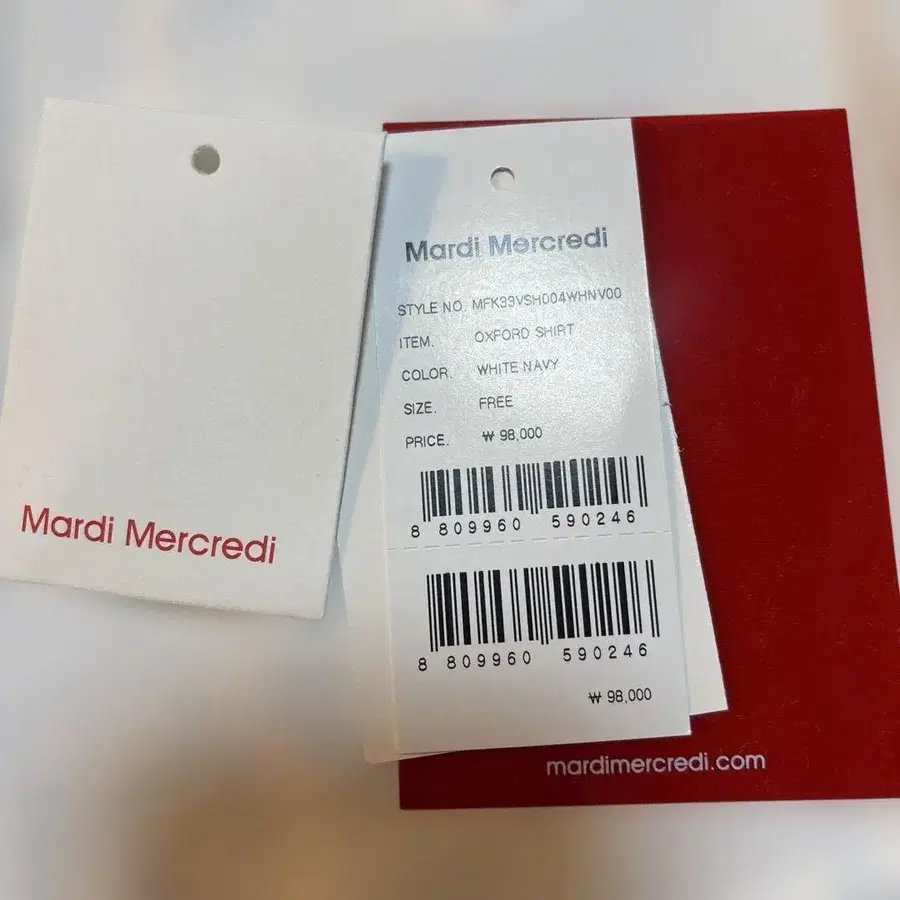 Mardi Mercredi
Mardi Mercredi
STYLE NO. MFK33VSH004WHNV00
ITEM. OXFORD SHIRT
COLOR. WHITE NAVY
SIZE. FREE
PRICE. ₩ 98,000
8 809960 590246
8 809960 590246
₩ 98,000
mardimercredi.com